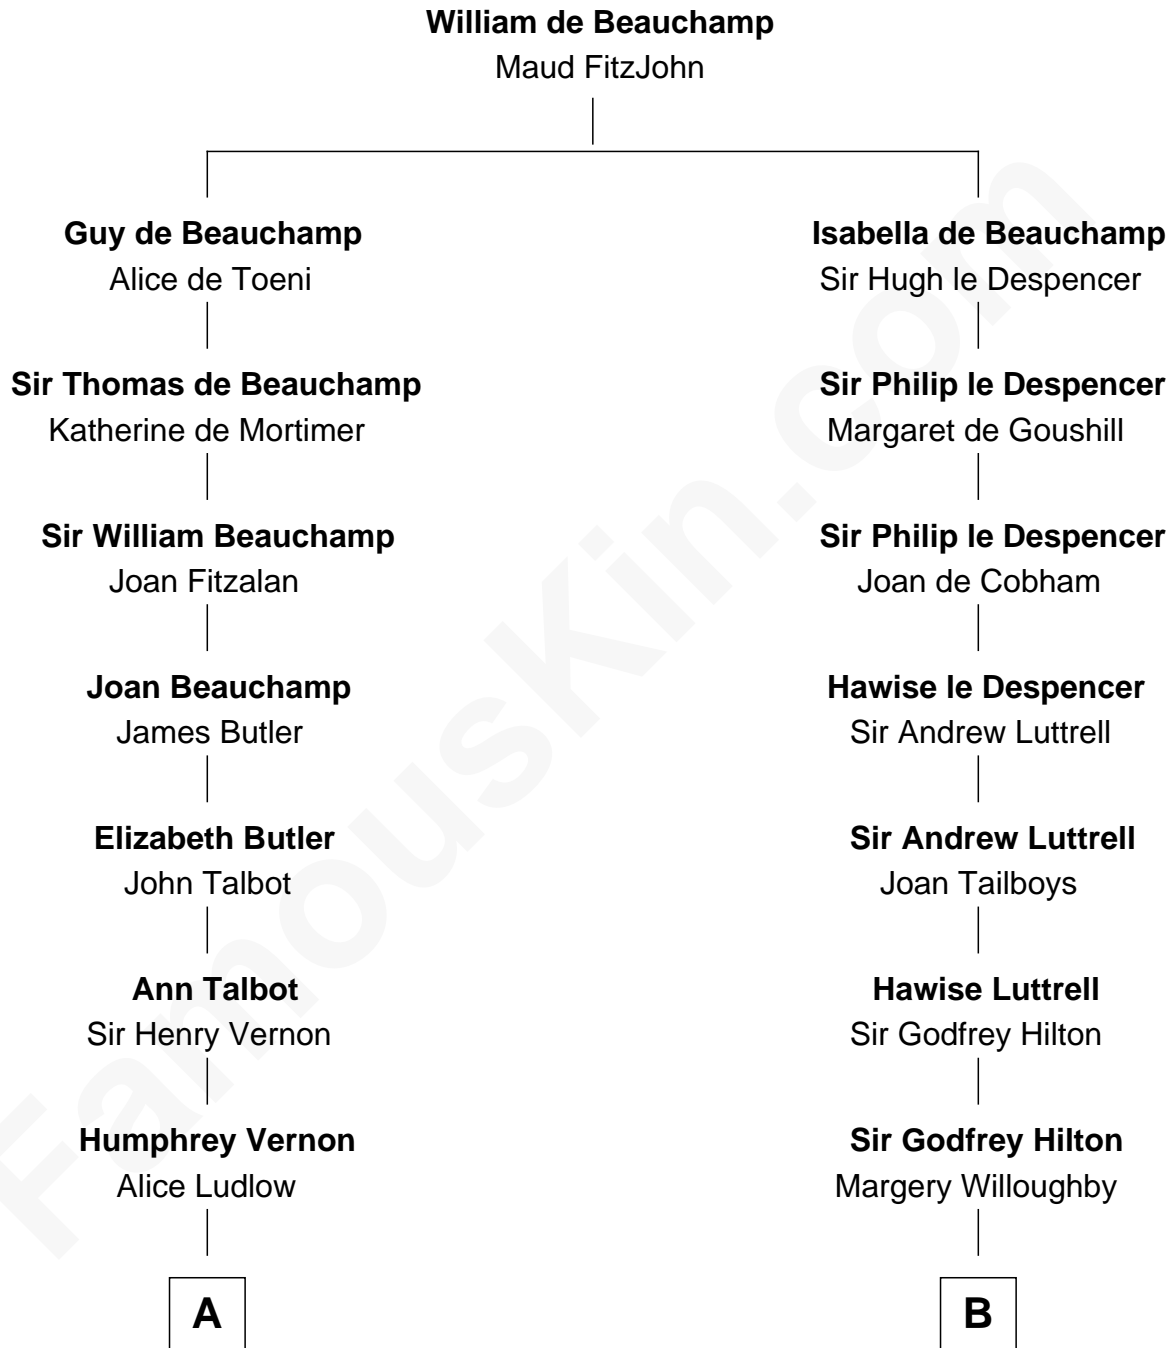 William de Beauchamp
Maud FitzJohn
Guy de Beauchamp
Alice de Toeni
Isabella de Beauchamp
Sir Hugh le Despencer
Sir Thomas de Beauchamp
Katherine de Mortimer
Sir Philip le Despencer
Margaret de Goushill
Sir William Beauchamp
Joan Fitzalan
Sir Philip le Despencer
Joan de Cobham
Joan Beauchamp
James Butler
Hawise le Despencer
Sir Andrew Luttrell
Elizabeth Butler
John Talbot
Sir Andrew Luttrell
Joan Tailboys
Ann Talbot
Sir Henry Vernon
Hawise Luttrell
Sir Godfrey Hilton
Humphrey Vernon
Alice Ludlow
Sir Godfrey Hilton
Margery Willoughby
A
B
FamousKin.com